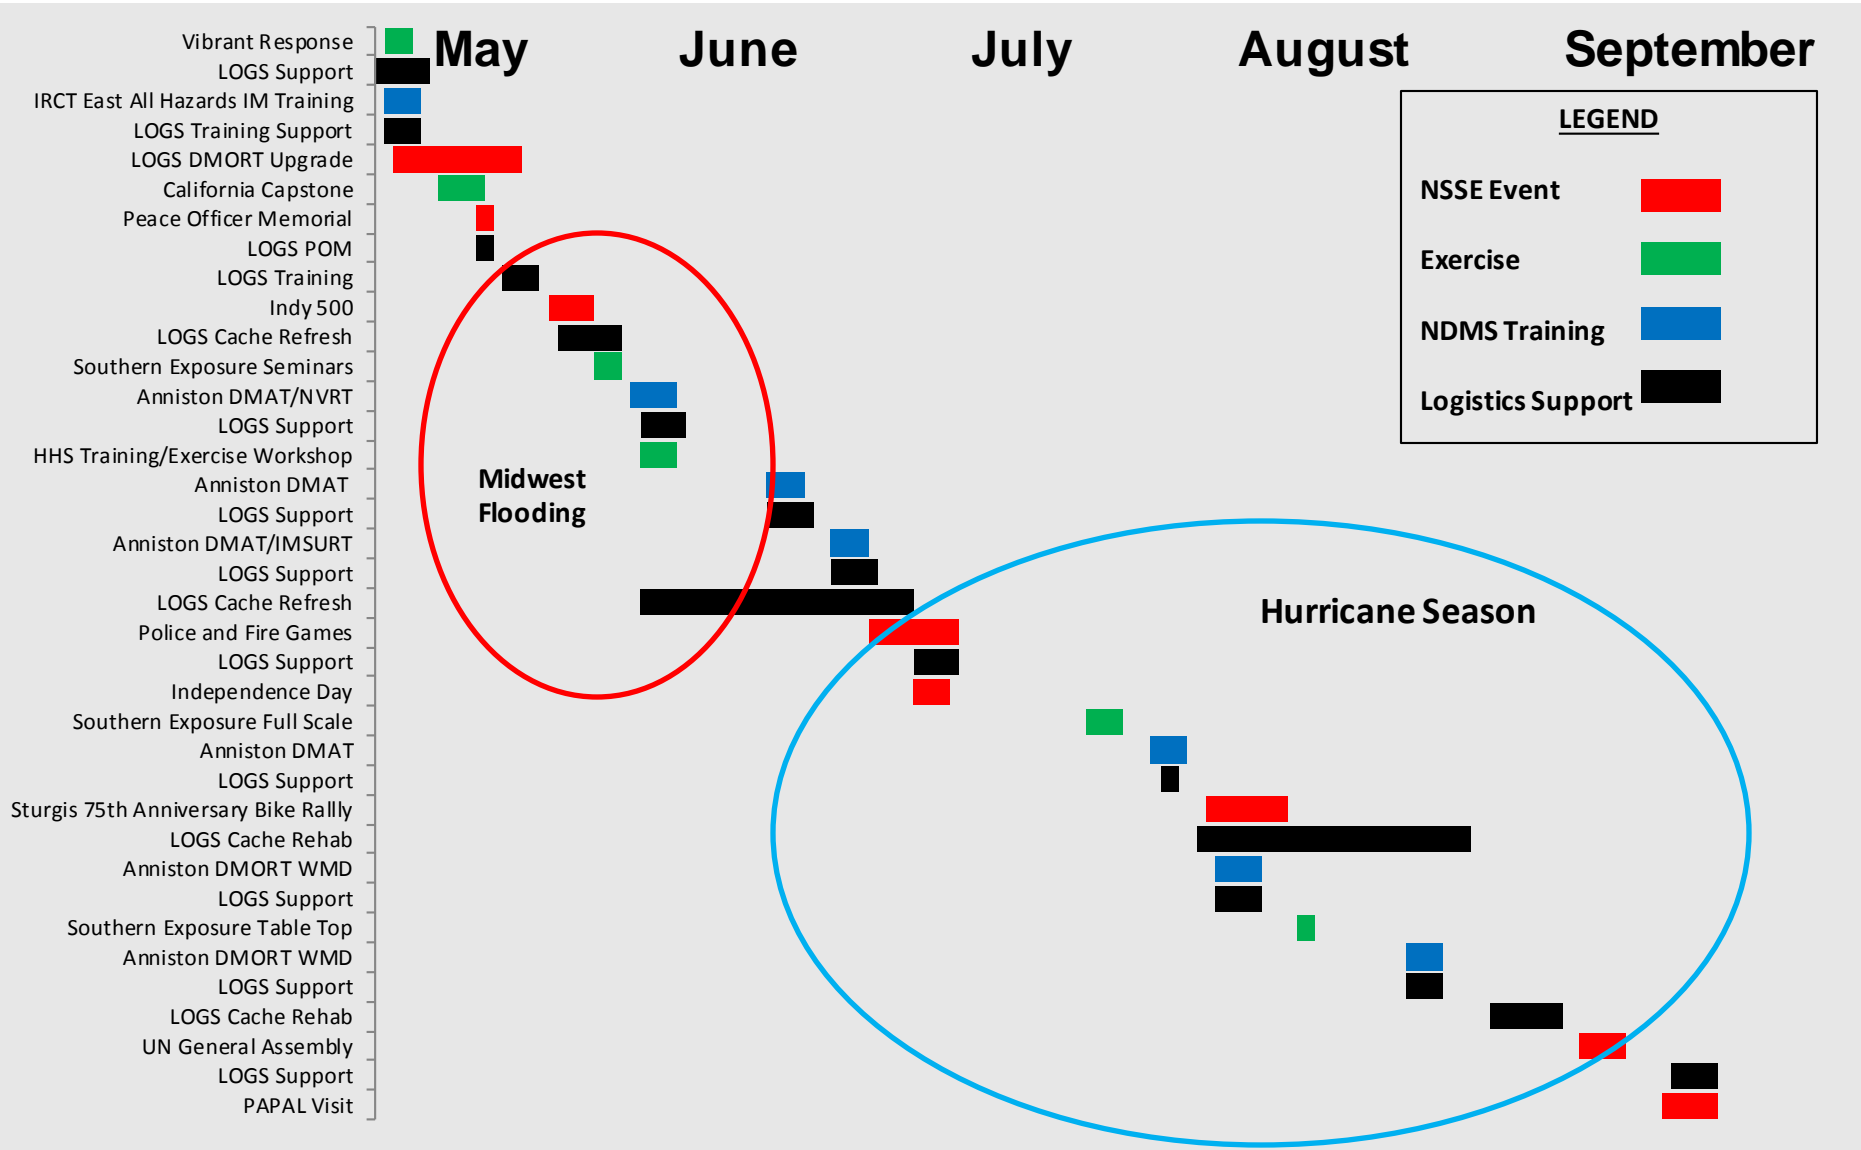 May June July August September
Vibrant Response
LOGS Support
IRCT East All Hazards IM Training
LOGS Training Support
LOGS DMORT Upgrade
California Capstone
Peace Officer Memorial
LOGS POM
LOGS Training
Indy 500
LOGS Cache Refresh
Southern Exposure Seminars
Anniston DMAT/NVRT
LOGS Support
HHS Training/Exercise Workshop
Anniston DMAT
LOGS Support
Anniston DMAT/IMSURT
LOGS Support
LOGS Cache Refresh
Police and Fire Games
LOGS Support
Independence Day
Southern Exposure Full Scale
Anniston DMAT
LOGS Support
Sturgis 75th Anniversary Bike Rallly
LOGS Cache Rehab
Anniston DMORT WMD
LOGS Support
Southern Exposure Table Top
Anniston DMORT WMD
LOGS Support
LOGS Cache Rehab
UN General Assembly
LOGS Support
PAPAL Visit
Midwest
Flooding
Hurricane Season
LEGEND
NSSE Event
Exercise
NDMS Training
Logistics Support